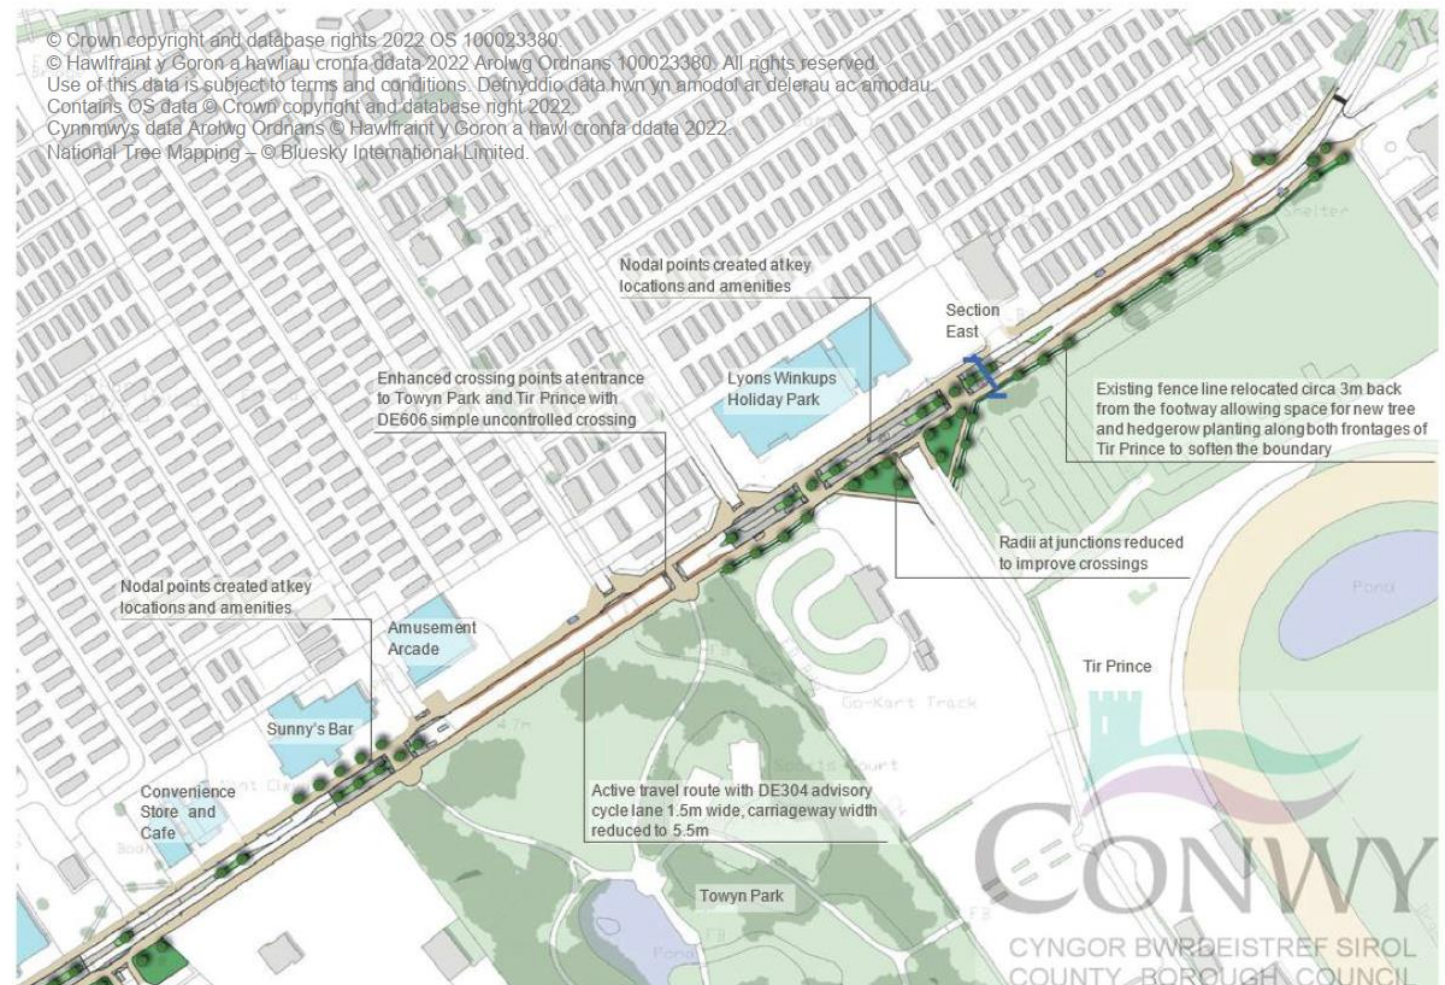 © Crown copyright and database rights 2022 OS 100023380.
© Hawlfraint y Goron a hawliau cronfa ddata 2022 Arolwg Ordnans 100023380. All rights reserved.
Use of this data is subject to terms and conditions. Defnyddio data hwn yn amodol ar delerau ac amodau.
Contains OS data © Crown copyright and database right 2022.
Cynnmwys data Arolwg Ordnans © Hawlfraint y Goron a hawl cronfa ddata 2022.
National Tree Mapping – © Bluesky International Limited.
Shelter
Nodal points created at key
locations and amenities
Section
East
Enhanced crossing points at entrance
to Towyn Park and Tir Prince with
DE606 simple uncontrolled crossing
Lyons Winkups
Holiday Park
Existing fence line relocated circa 3m back
from the footway allowing space for new tree
and hedgerow planting along both frontages of
Tir Prince to soften the boundary
Radii at junctions reduced
to improve crossings
Nodal points created at key
locations and amenities
Pond
Amusement
Arcade
Tir Prince
Go-Kart Track
Sunny's Bar
4.7m
Sports Court
Convenience
Store and
Cafe
Active travel route with DE304 advisory
cycle lane 1.5m wide, carriageway width
reduced to 5.5m
Towyn Park
FB
FB
Pond
CONWY
CYNGOR BWRDEISTREF SIROL
COUNTY BOROUGH COUNCIL